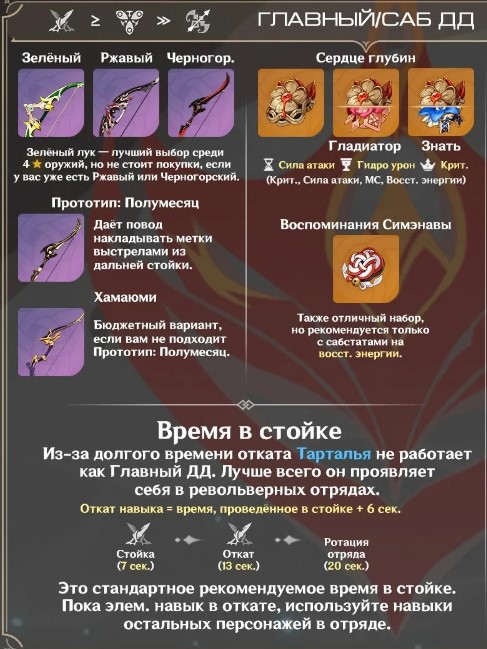 ≥ ≫ ГЛАВНЫЙ/САБ ДД
Зелёный Ржавый Черногор.
Зелёный лук — лучший выбор среди
4★оружий, но не стоит покупки, если
у вас уже есть Ржавый или Черногорский.
Прототип: Полумесяц
Даёт повод
накладывать метки
выстрелами из
дальней стойки.
Хамаюми
Бюджетный вариант,
если вам не подходит
Прототип: Полумесяц.
Сердце глубин
Гладиатор Знать
Сила атаки Гидро урон Крит.
(Крит., Сила атаки, МС, Восст. энергии)
Воспоминания Симэнавы
Также отличный набор,
но рекомендуется только
с сабстатами на
восст. энергии.
Время в стойке
Из-за долгого времени отката Тарталья не работает
как Главный ДД. Лучше всего он проявляет
себя в револьверных отрядах.
Откат навыка = время, проведённое в стойке + 6 сек.
Стойка
(7 сек.)
Откат
(13 сек.)
Ротация
отряда
(20 сек.)
Это стандартное рекомендуемое время в стойке.
Пока элем. навык в откате, используйте навыки
остальных персонажей в отряде.